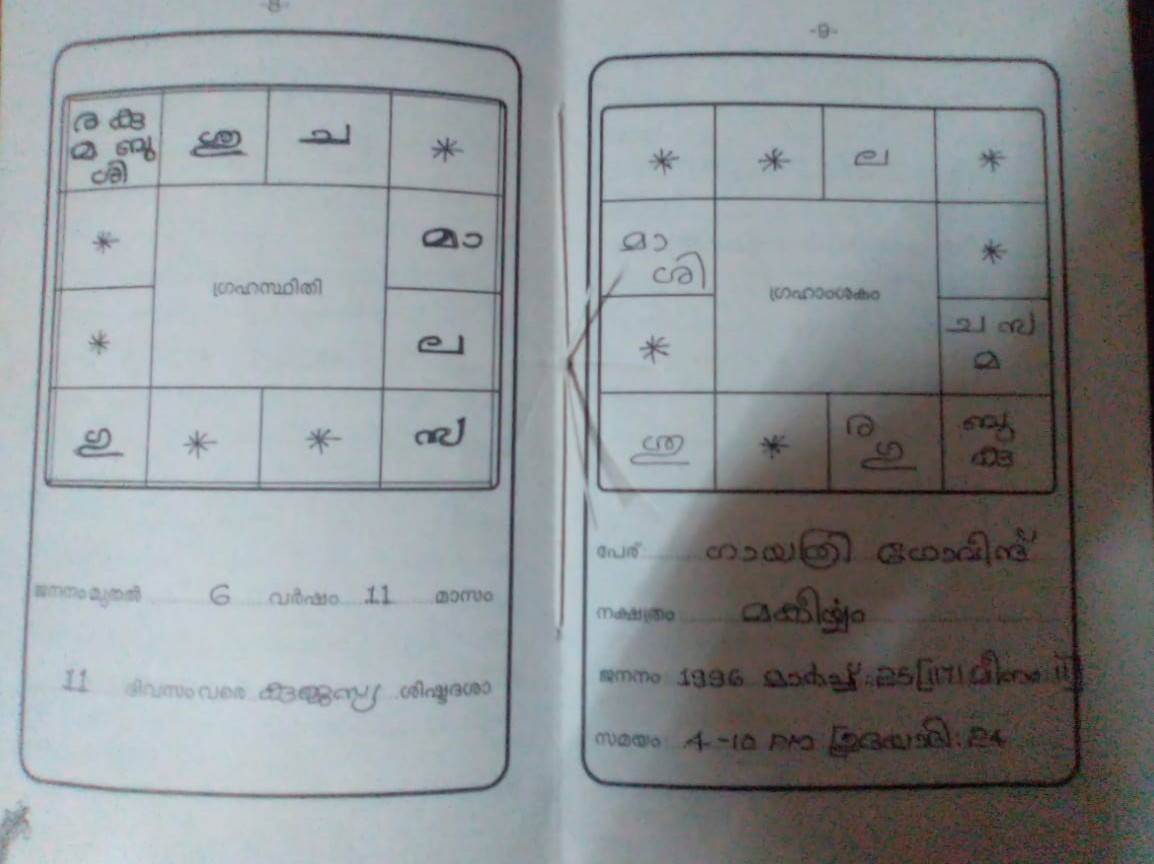 -8-
ര കു
മ ബു
ശി
ശു
ച
മാ
ഗ്രഹസ്ഥിതി
ല
ഗു
സ
ജനനംമുതൽ 6 വർഷം 11 മാസം
11 ദിവസംവരെ കുജസ്യ ശിഷ്ടദശാ
-9-
ല
മാ
ശി
ഗ്രഹാംശകം
ച സ
മ
ശു
ര
ഗു
ബു
കു
പേര് ഗായത്രി ഗോവിന്ദ്
നക്ഷത്രം മകീര്യം
ജനനം 1996 മാർച്ച് 25 [1171 മീനം 11]
സമയം 4-10 PM [ഉദയാദി: 24